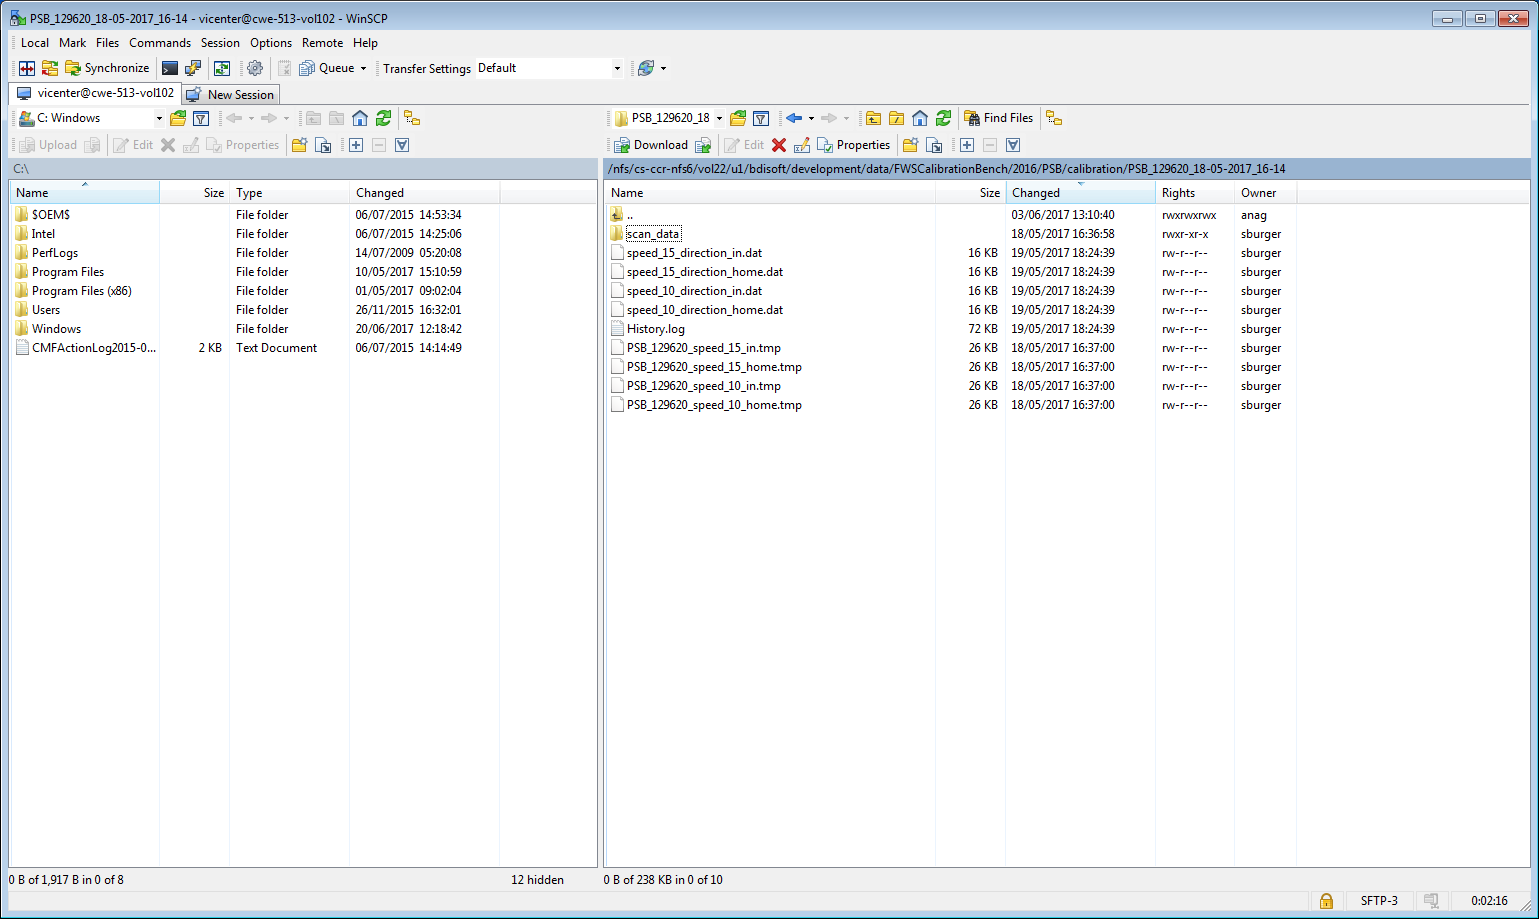 PSB_129620_18-05-2017_16-14 - vicenter@cwe-513-vol102 - WinSCP
Local Mark Files Commands Session Options Remote Help
Synchronize Queue Transfer Settings Default
vicenter@cwe-513-vol102 New Session
C: Windows PSB_129620_18 Find Files
Upload Edit Properties Download Edit Properties
C:\ /nfs/cs-ccr-nfs6/vol22/u1/bdisoft/development/data/FWSCalibrationBench/2016/PSB/calibration/PSB_129620_18-05-2017_16-14
Name Size Type Changed Name Size Changed Rights Owner
$OEM$ File folder 06/07/2015 14:53:34 .. 03/06/2017 13:10:40 rwxrwxrwx anag
Intel File folder 06/07/2015 14:25:06 scan_data 18/05/2017 16:36:58 rwxr-xr-x sburger
PerfLogs File folder 14/07/2009 05:20:08 speed_15_direction_in.dat 16 KB 19/05/2017 18:24:39 rw-r--r-- sburger
Program Files File folder 10/05/2017 15:10:59 speed_15_direction_home.dat 16 KB 19/05/2017 18:24:39 rw-r--r-- sburger
Program Files (x86) File folder 01/05/2017 09:02:04 speed_10_direction_in.dat 16 KB 19/05/2017 18:24:39 rw-r--r-- sburger
Users File folder 26/11/2015 16:32:01 speed_10_direction_home.dat 16 KB 19/05/2017 18:24:39 rw-r--r-- sburger
Windows File folder 20/06/2017 12:18:42 History.log 72 KB 19/05/2017 18:24:39 rw-r--r-- sburger
CMFActionLog2015-0... 2 KB Text Document 06/07/2015 14:14:49 PSB_129620_speed_15_in.tmp 26 KB 18/05/2017 16:37:00 rw-r--r-- sburger
PSB_129620_speed_15_home.tmp 26 KB 18/05/2017 16:37:00 rw-r--r-- sburger
PSB_129620_speed_10_in.tmp 26 KB 18/05/2017 16:37:00 rw-r--r-- sburger
PSB_129620_speed_10_home.tmp 26 KB 18/05/2017 16:37:00 rw-r--r-- sburger
0 B of 1,917 B in 0 of 8 12 hidden 0 B of 238 KB in 0 of 10
SFTP-3 0:02:16